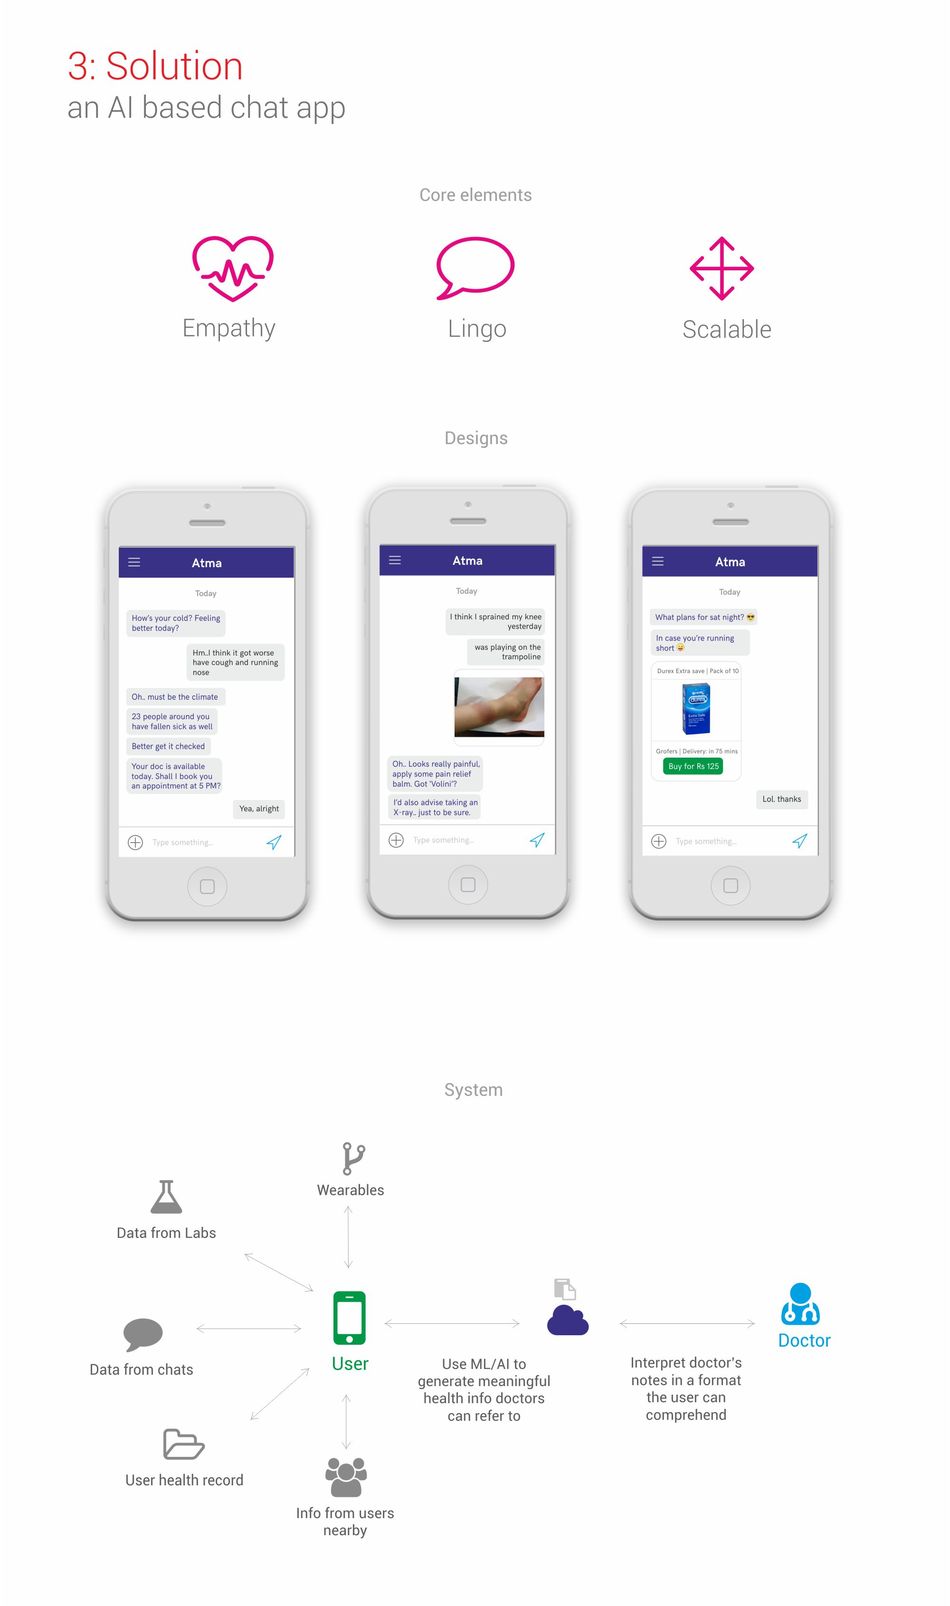 3: Solution
an AI based chat app
Core elements
Empathy
Lingo
Scalable
Designs
Atma
Today
How's your cold? Feeling
better today?
Hm..I think it got worse
have cough and running
nose
Oh.. must be the climate
23 people around you
have fallen sick as well
Better get it checked
Your doc is available
today. Shall I book you
an appointment at 5 PM?
Yea, alright
Type something...
Atma
Today
I think I sprained my knee
yesterday
was playing on the
trampoline
Oh.. Looks really painful,
apply some pain relief
balm. Got 'Volini'?
I'd also advise taking an
X-ray.. just to be sure.
Type something...
Atma
Today
What plans for sat night? 😎
In case you're running
short 😜
Durex Extra save | Pack of 10
durex
Extra Safe
Grofers | Delivery: in 75 mins
Buy for Rs 125
Lol, thanks
Type something...
System
Wearables
Data from Labs
Data from chats
User health record
Info from users
nearby
User
Use ML/AI to
generate meaningful
health info doctors
can refer to
Interpret doctor's
notes in a format
the user can
comprehend
Doctor